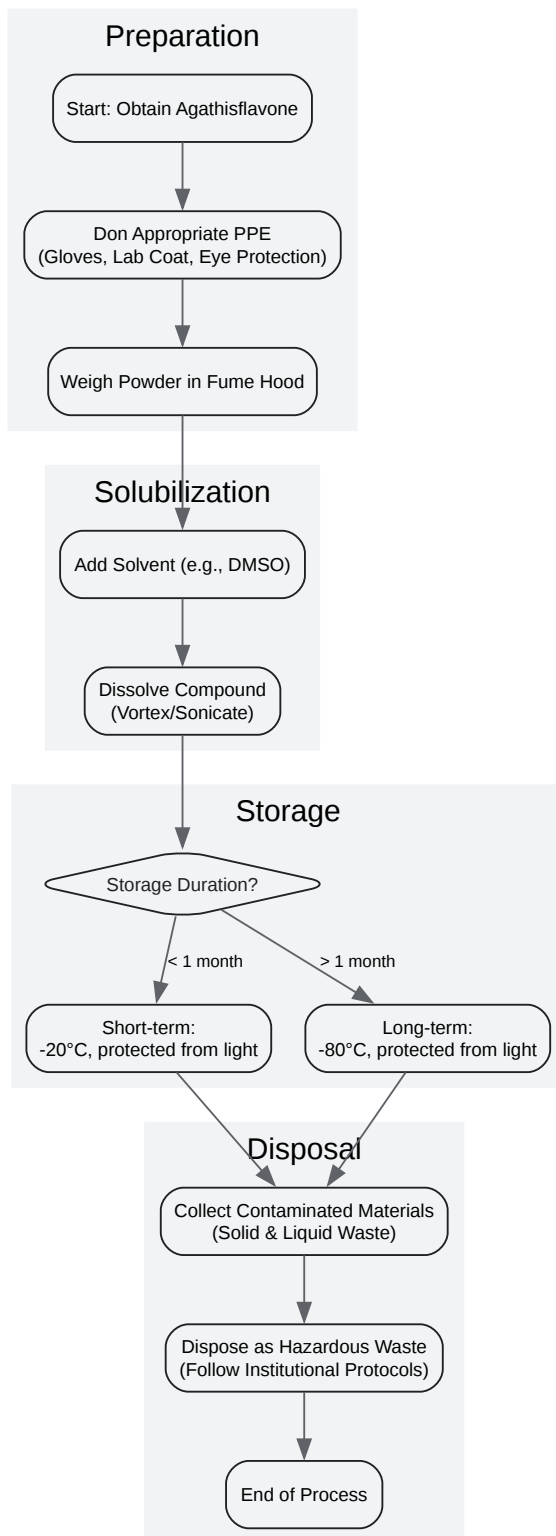 Preparation
Start: Obtain Agathisflavone
Don Appropriate PPE
(Gloves, Lab Coat, Eye Protection)
Weigh Powder in Fume Hood
Solubilization
Add Solvent (e.g., DMSO)
Dissolve Compound
(Vortex/Sonicate)
Storage
Storage Duration?
< 1 month
> 1 month
Short-term:
-20°C, protected from light
Long-term:
-80°C, protected from light
Disposal
Collect Contaminated Materials
(Solid & Liquid Waste)
Dispose as Hazardous Waste
(Follow Institutional Protocols)
End of Process